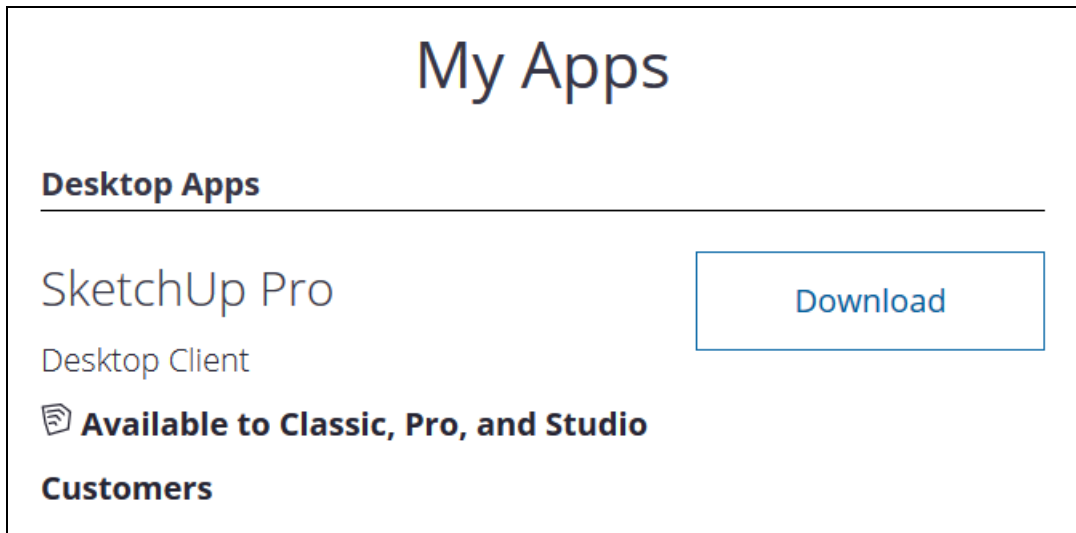 My Apps
Desktop Apps
SketchUp Pro
Download
Desktop Client
Available to Classic, Pro, and Studio
Customers